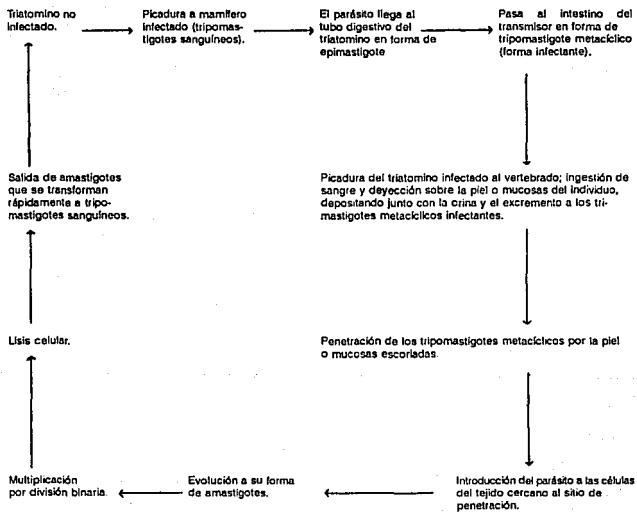 Triatomino no
infectado.
Picadura a mamífero
infectado (tripomas-
tigotes sanguíneos).
El parásito llega al
tubo digestivo del
triatomino en forma de
epimastigote
Pasa al intestino del
transmisor en forma de
tripomastigote metacíclico
(forma infectante).
Picadura del triatomino infectado al vertebrado; ingestión de
sangre y deyección sobre la piel o mucosas del individuo,
depositando junto con la orina y el excremento a los tri-
mastigotes metacíclicos infectantes.
Penetración de los tripomastigotes metacíclicos por la piel
o mucosas escoriadas.
Introducción del parásito a las células
del tejido cercano al sitio de
penetración.
Evolución a su forma
de amastigotes.
Multiplicación
por división binaria.
Lisis celular.
Salida de amastigotes
que se transforman
rápidamente a tripo-
mastigotes sanguíneos.